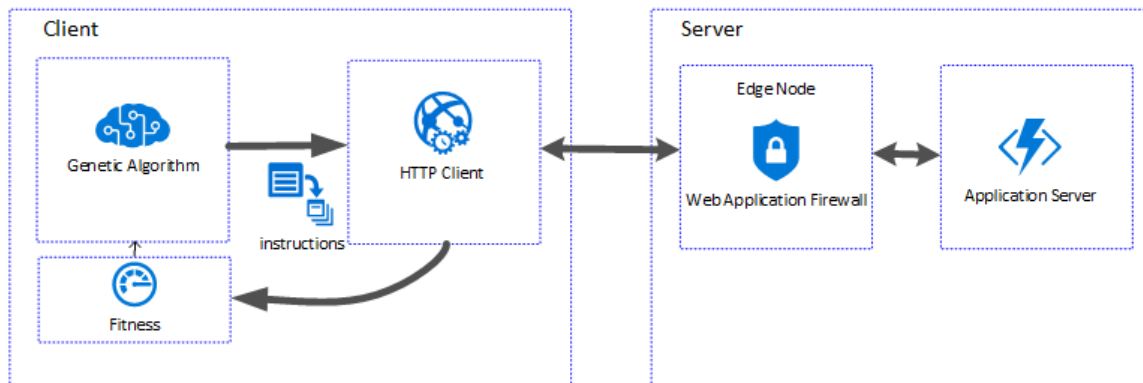 Client
Server
Genetic Algorithm
instructions
HTTP Client
Fitness
Edge Node
Web Application Firewall
Application Server